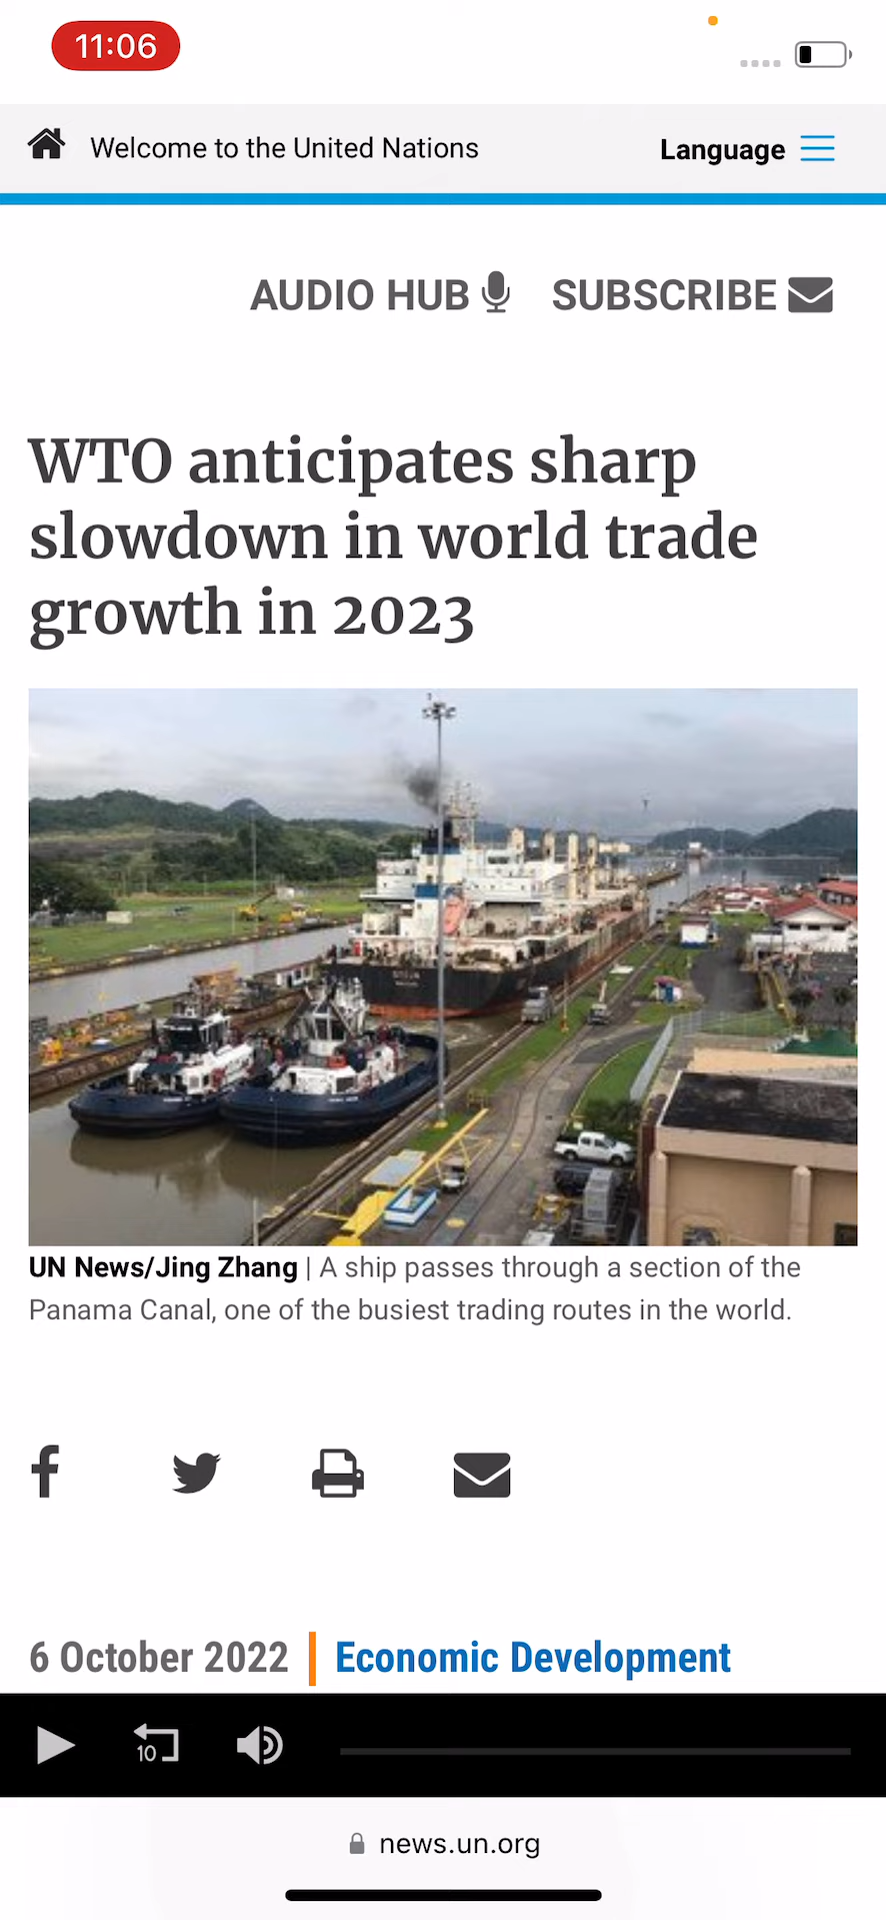 11:06
Welcome to the United Nations
Language
AUDIO HUB
SUBSCRIBE
WTO anticipates sharp
slowdown in world trade
growth in 2023
UN News/Jing Zhang | A ship passes through a section of the
Panama Canal, one of the busiest trading routes in the world.
6 October 2022
Economic Development
10
news.un.org